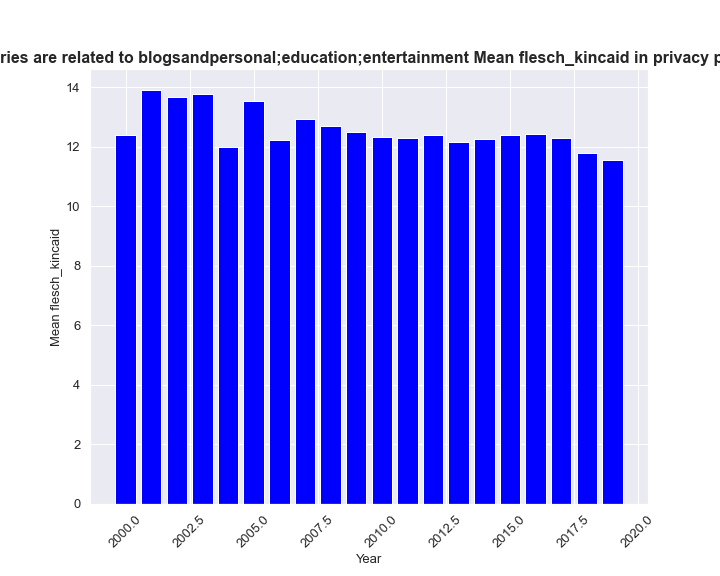 ries are related to blogsandpersonal;education;entertainment Mean flesch_kincaid in privacy p
14
12
10
8
6
4
2
0
Mean flesch_kincaid
2000.0 2002.5 2005.0 2007.5 2010.0 2012.5 2015.0 2017.5 2020.0
Year